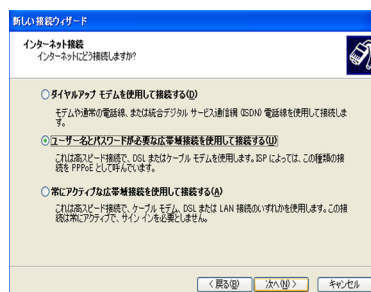 新しい接続ウィザード
インターネット接続
インターネットにどう接続しますか?
ダイヤルアップ モデムを使用して接続する(D)
モデムや通常の電話線、または統合デジタル サービス通信網 (ISDN) 電話線を使用して接続しま
す。
ユーザー名とパスワードが必要な広帯域接続を使用して接続する(U)
これは高スピード接続で、DSL またはケーブル モデムを使用します。ISP によっては、この種類の接
続を PPPoE として呼んでいます。
常にアクティブな広帯域接続を使用して接続する(A)
これは高スピード接続で、ケーブル モデム、DSL または LAN 接続のいずれかを使用します。この接
続は常にアクティブで、サイン インを必要としません。
< 戻る(B)
次へ(N) >
キャンセル